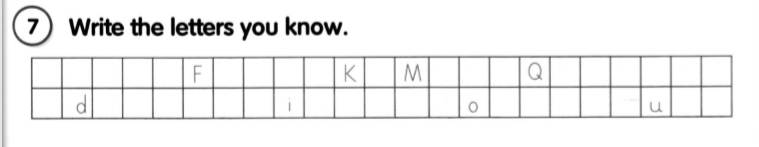 7 Write the letters you know.
F K M Q
d i o u